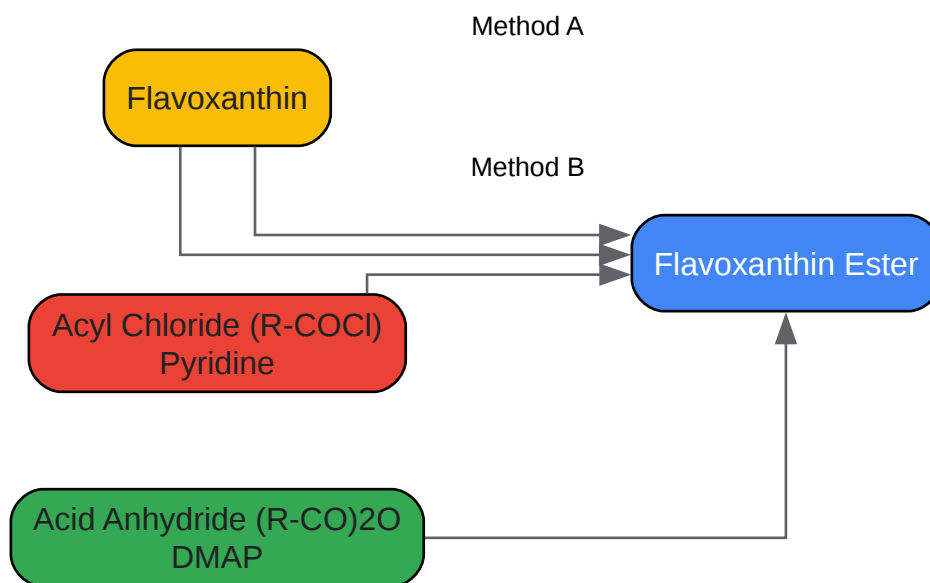 Method A
Flavoxanthin
Method B
Flavoxanthin Ester
Acyl Chloride (R-COCl)
Pyridine
Acid Anhydride (R-CO)2O
DMAP